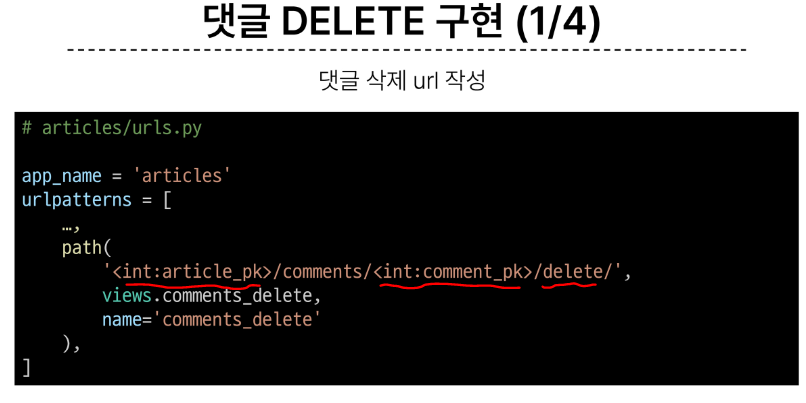 댓글 DELETE 구현 (1/4)
댓글 삭제 url 작성
# articles/urls.py
app_name = 'articles'
urlpatterns = [
    …,
    path(
        '<int:article_pk>/comments/<int:comment_pk>/delete/',
        views.comments_delete,
        name='comments_delete'
    ),
]